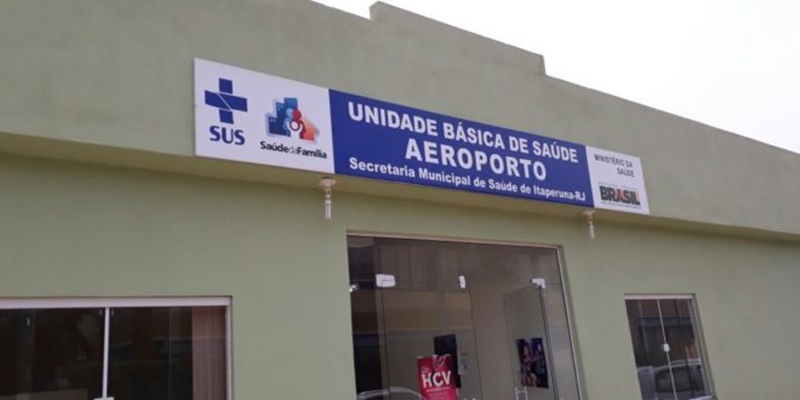 SUS
SaúdedaFamília
UNIDADE BÁSICA DE SAÚDE
AEROPORTO
Secretaria Municipal de Saúde de Itaperuna-RJ
MINISTÉRIO DA
SAÚDE
BRASIL
HCV